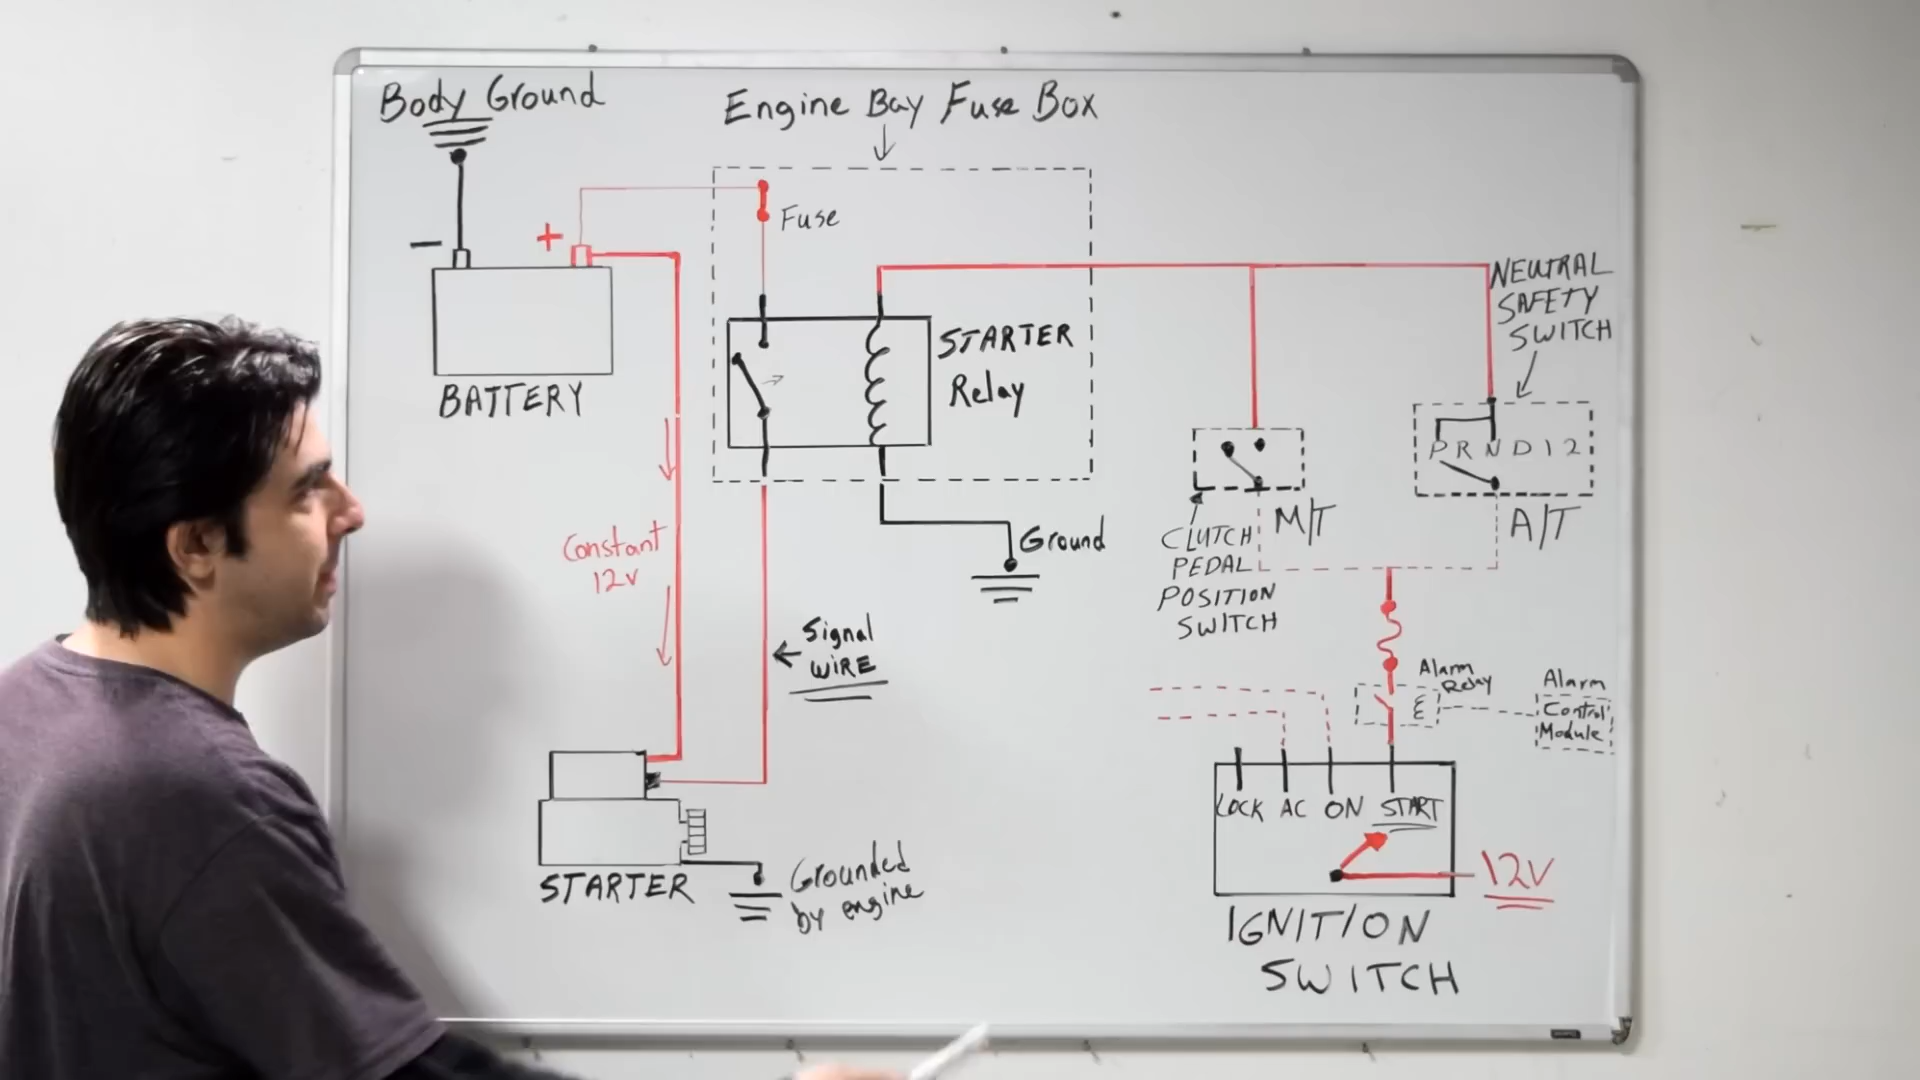 Body Ground
Engine Bay Fuse Box
−
+
Fuse
BATTERY
STARTER
Relay
NEUTRAL
SAFETY
SWITCH
P R N D 1 2
M/T
A/T
CLUTCH
PEDAL
POSITION
SWITCH
Constant
12v
Ground
Signal
WIRE
Alarm
Relay
Alarm
Control
Module
LOCK AC ON START
12V
IGNITION
SWITCH
STARTER
Grounded
by engine